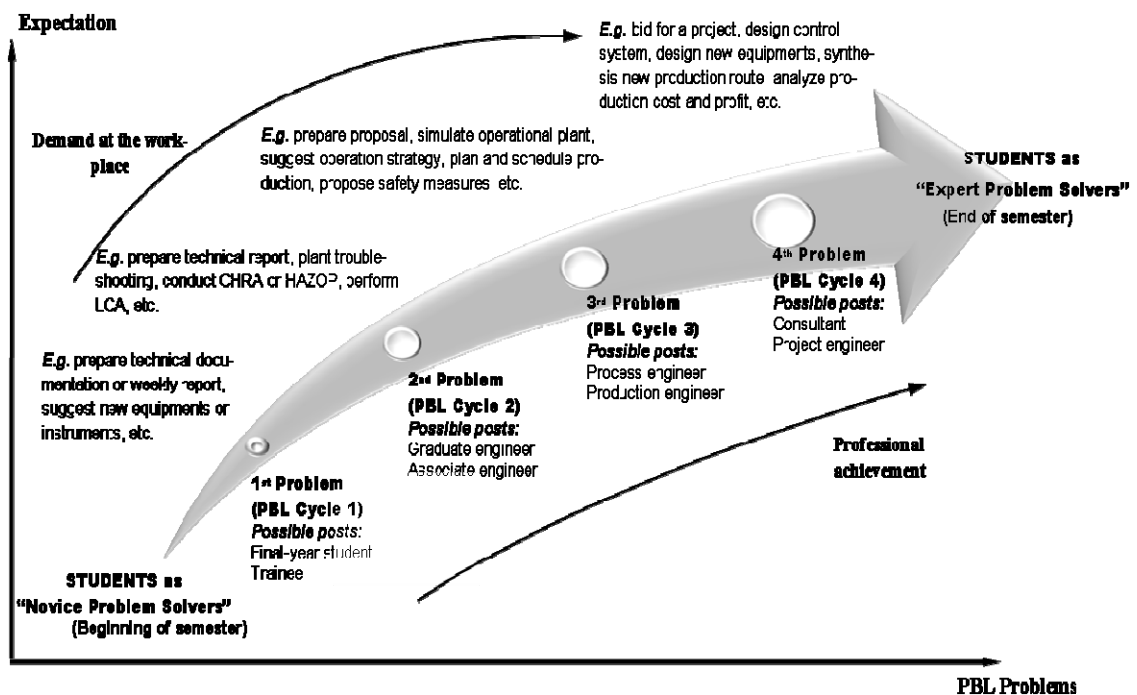 Expectation
E.g. bid for a project, design control
system, design new equipments, synthe-
sis new production route analyze pro-
duction cost and profit, etc.
Demand at the work-
place
E.g. prepare proposal, simulate operational plant,
suggest operation strategy, plan and schedule pro-
duction, propose safety measures etc.
STUDENTS as
"Expert Problem Solvers"
(End of semester)
E.g. prepare technical report, plant trouble-
shooting, conduct CHRA or HAZOP, perform
LCA, etc.
4th Problem
(PBL Cycle 4)
Possible posts:
Consultant
Project engineer
3rd Problem
(PBL Cycle 3)
Possible posts:
Process engineer
Production engineer
E.g. prepare technical docu-
mentation or weekly report,
suggest new equipments or
instruments, etc.
2nd Problem
(PBL Cycle 2)
Possible posts:
Graduate engineer
Associate engineer
Professional
achievement
1st Problem
(PBL Cycle 1)
Possible posts:
Final-year student
Trainee
STUDENTS as
"Novice Problem Solvers"
(Beginning of semester)
PBL Problems